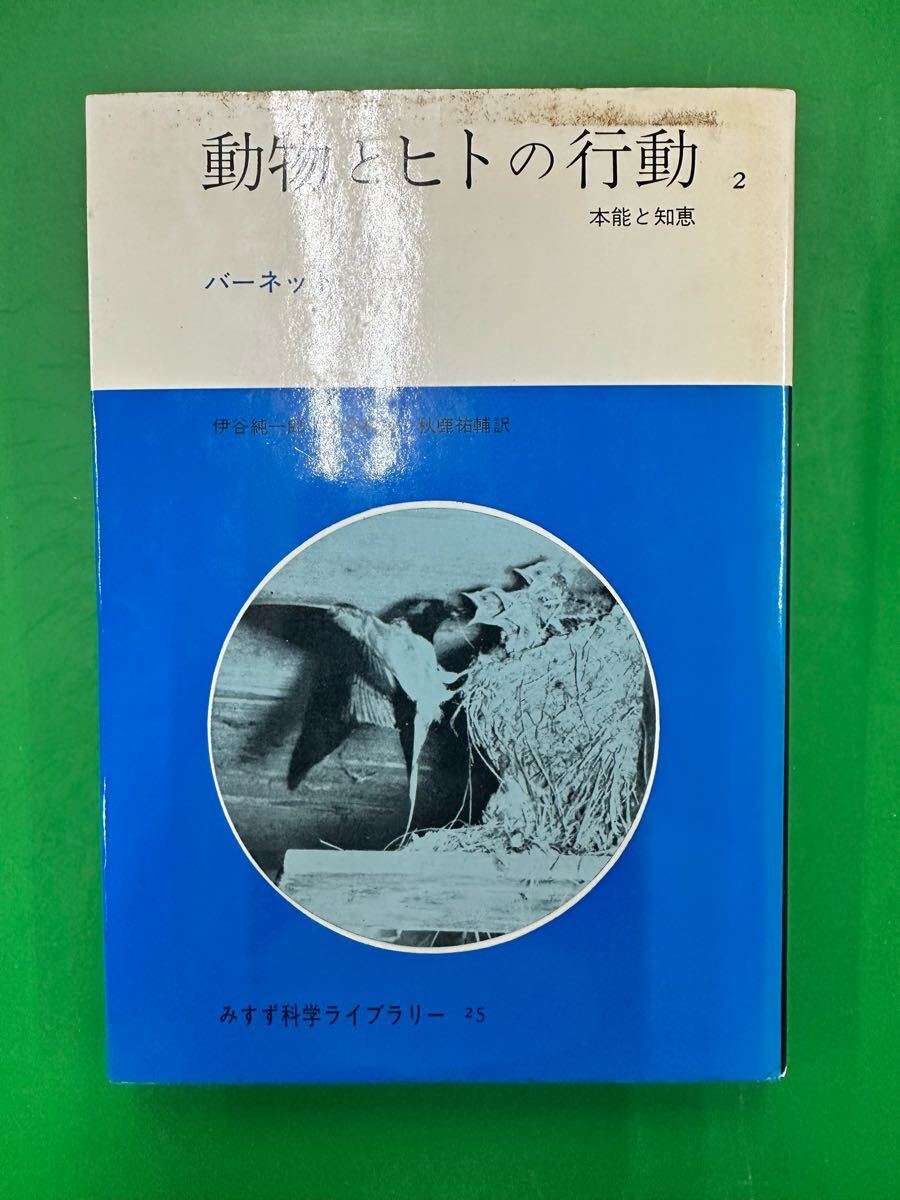 動物とヒトの行動 2
本能と知恵
バーネット
伊谷純一郎 秋鹿祐輔訳
みすず科学ライブラリー 25